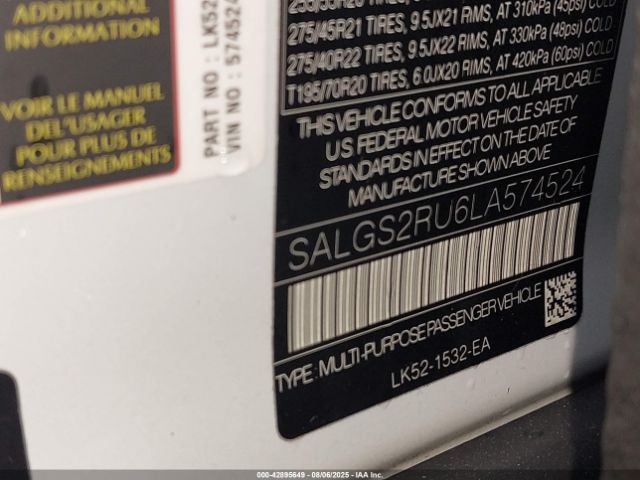 ADDITIONAL
INFORMATION
VOIR LE MANUEL
DEL'USAGER
POUR PLUS DE
RENSEIGNEMENTS
PART NO : LK52
VIN NO : 574524
275/45R21 TIRES, 9.5JX21 RIMS, AT 310kPa (45psi) COLD
275/40R22 TIRES, 9.5JX22 RIMS, AT 330kPa (48psi) COLD
T195/70R20 TIRES, 6.0JX20 RIMS, AT 420kPa (60psi) COLD
THIS VEHICLE CONFORMS TO ALL APPLICABLE
US FEDERAL MOTOR VEHICLE SAFETY
STANDARDS IN EFFECT ON THE DATE OF
MANUFACTURE SHOWN ABOVE
SALGS2RU6LA574524
TYPE: MULTI-PURPOSE PASSENGER VEHICLE
LK52-1532-EA
000-42895649 - 08/06/2025 - IAA Inc.